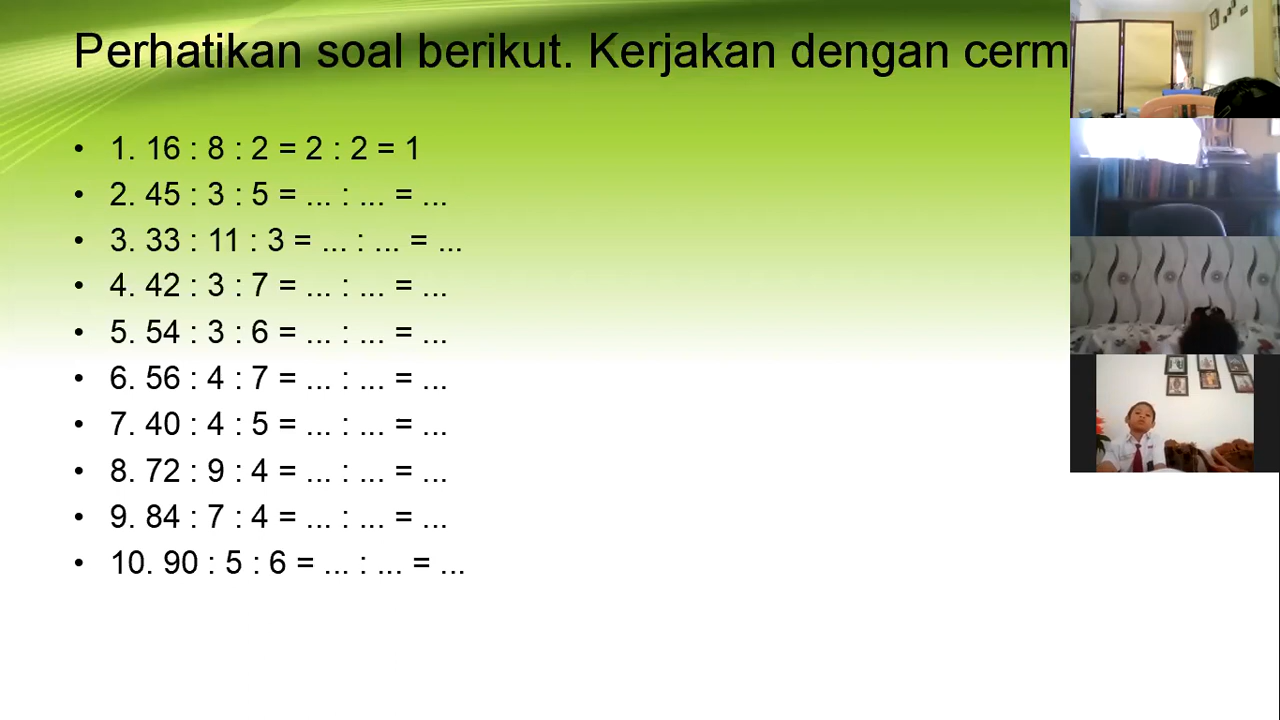 Perhatikan soal berikut. Kerjakan dengan
• 1. 16 : 8 : 2 = 2 : 2 = 1
• 2. 45 : 3 : 5 = ... : ... = ...
• 3. 33 : 11 : 3 = ... : ... = ...
• 4. 42 : 3 : 7 = ... : ... = ...
• 5. 54 : 3 : 6 = ... : ... = ...
• 6. 56 : 4 : 7 = ... : ... = ...
• 7. 40 : 4 : 5 = ... : ... = ...
• 8. 72 : 9 : 4 = ... : ... = ...
• 9. 84 : 7 : 4 = ... : ... = ...
• 10. 90 : 5 : 6 = ... : ... = ...